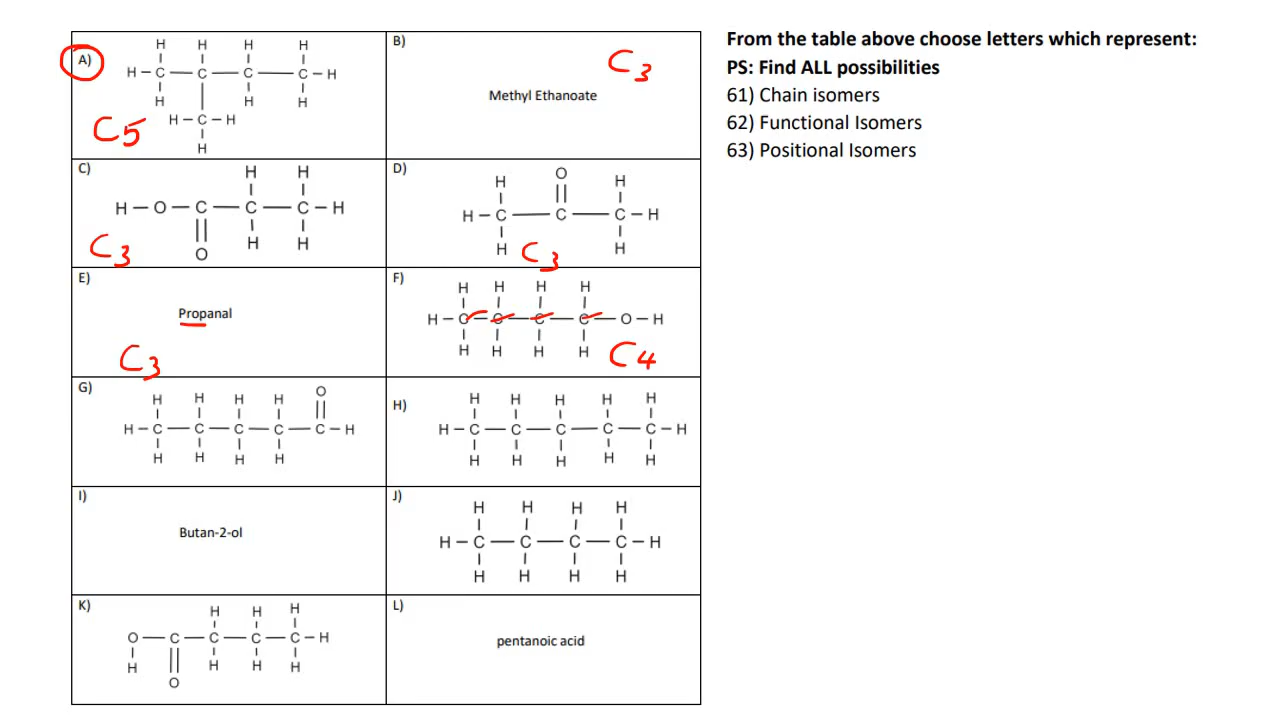 A)
H H H H
H – C — C — C — C – H
H H H
H – C – H
H
C5
B)
C3
Methyl Ethanoate
C)
H H
H – O – C — C — C – H
H H
O
C3
D)
O
H H
H – C — C — C – H
H H
C3
E)
Propanal
C3
F)
H H H H
H – C – C – C – C — O – H
H H H H
C4
G)
O
H H H H
H – C — C — C — C — C – H
H H H H
H)
H H H H H
H – C — C — C — C — C – H
H H H H H
I)
Butan-2-ol
J)
H H H H
H – C — C — C — C – H
H H H H
K)
H H H
O — C — C — C — C – H
H H H H
O
L)
pentanoic acid
From the table above choose letters which represent:
PS: Find ALL possibilities
61) Chain isomers
62) Functional Isomers
63) Positional Isomers